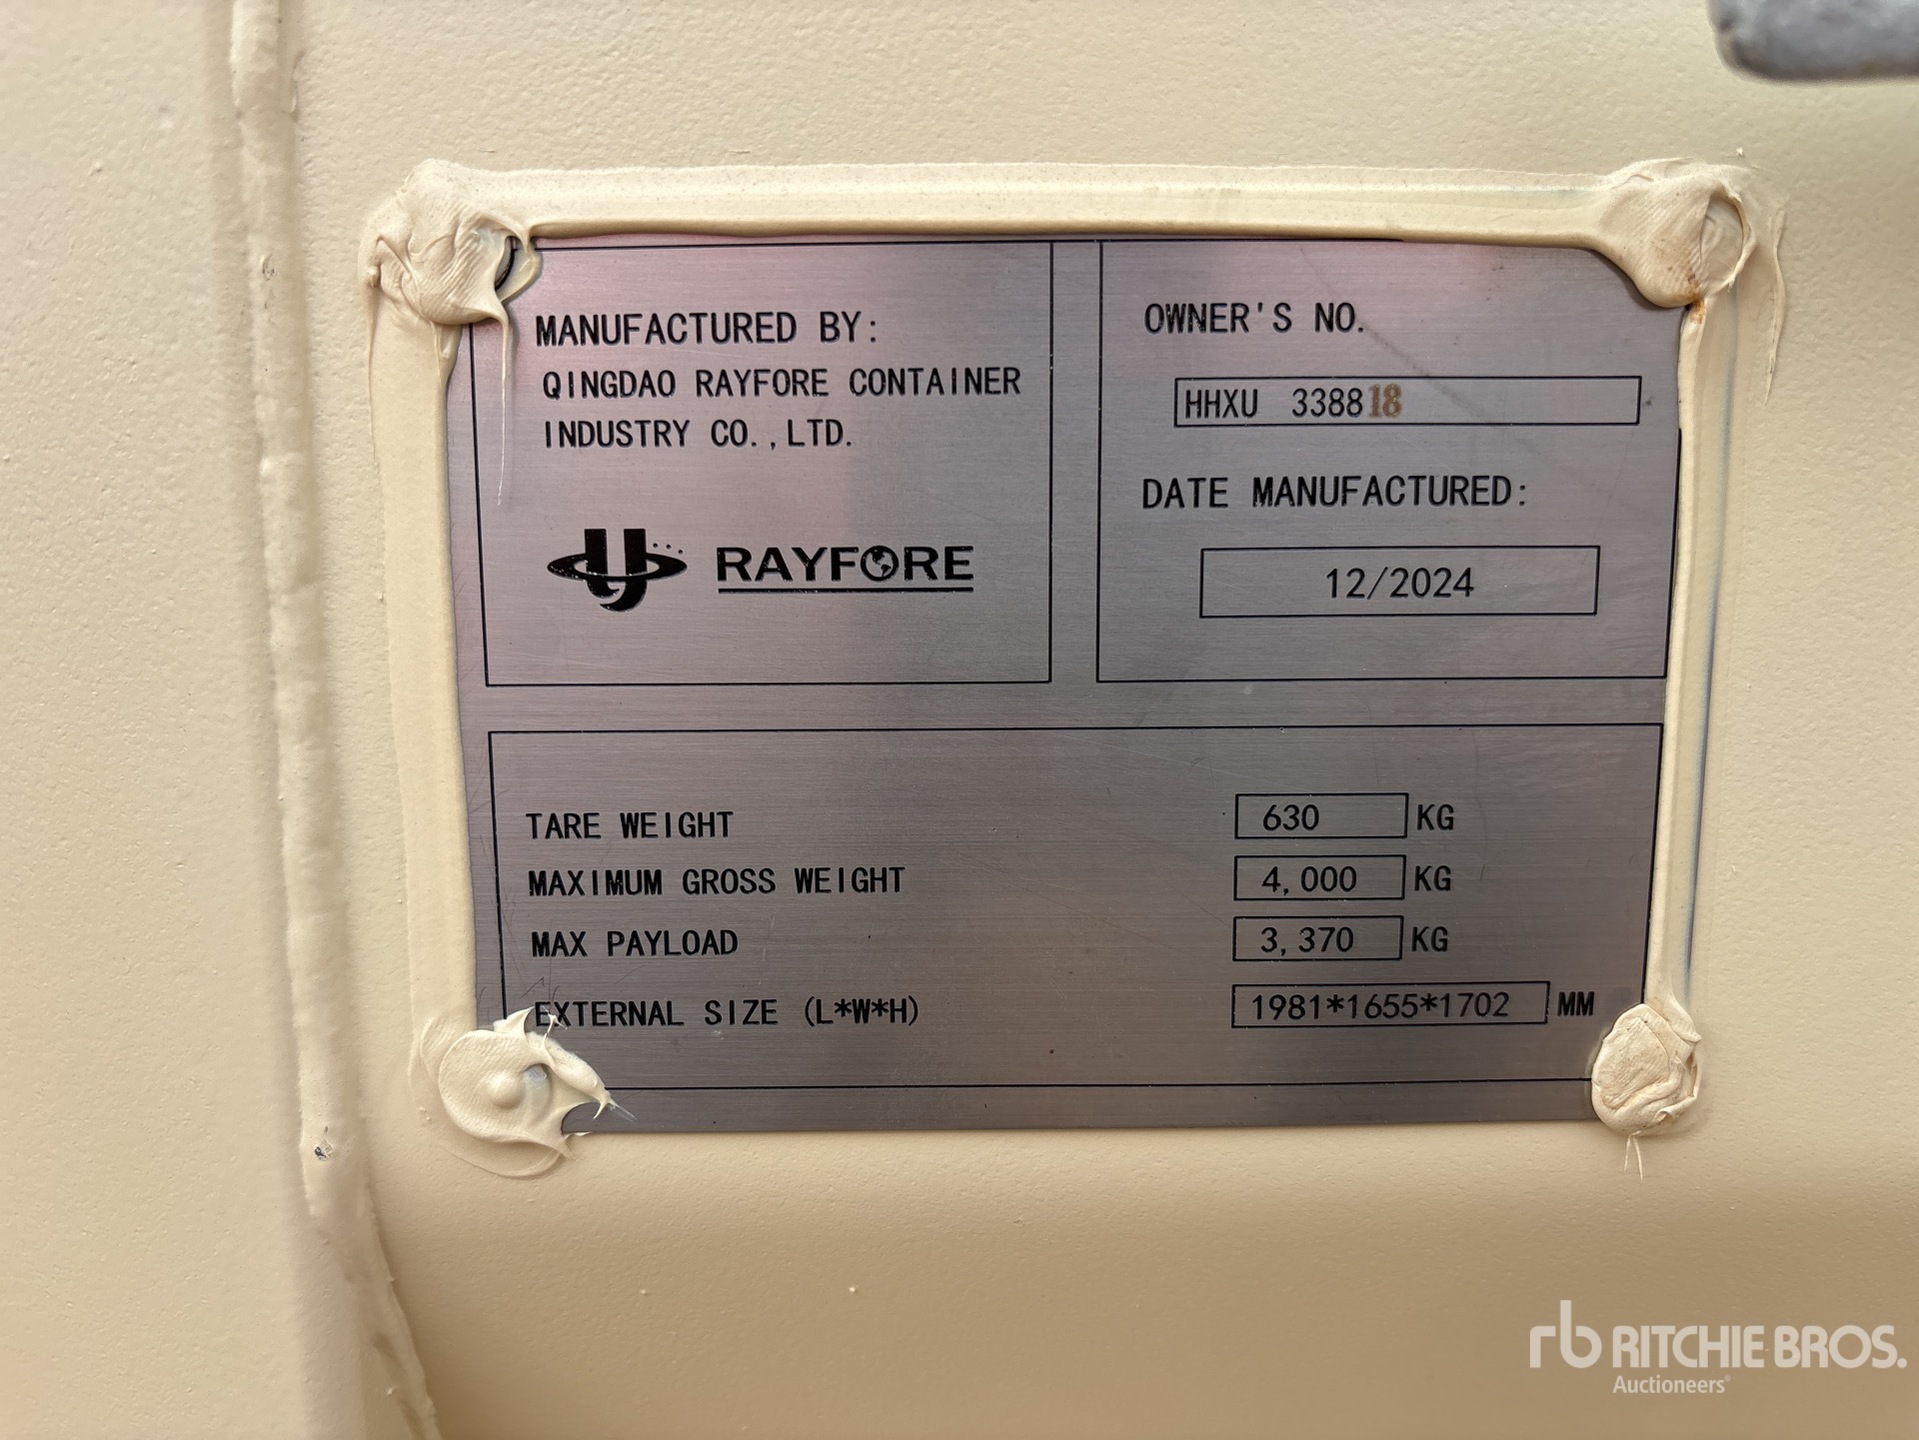 MANUFACTURED BY:
QINGDAO RAYFORE CONTAINER
INDUSTRY CO.,LTD.
RAYFORE
OWNER'S NO.
HHXU 338818
DATE MANUFACTURED:
12/2024
TARE WEIGHT 630 KG
MAXIMUM GROSS WEIGHT 4,000 KG
MAX PAYLOAD 3,370 KG
EXTERNAL SIZE (L*W*H) 1981*1655*1702 MM
rb RITCHIE BROS.
Auctioneers